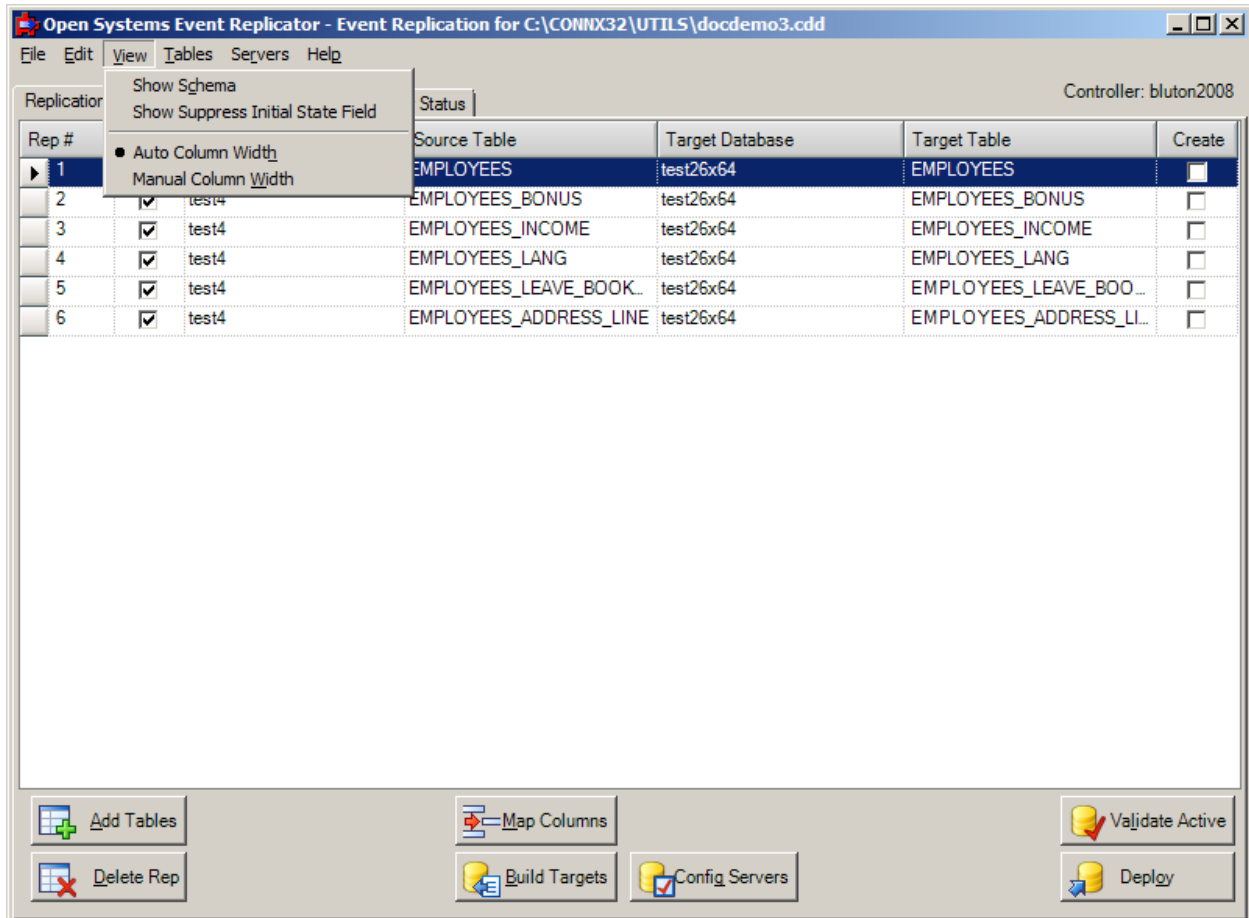 Open Systems Event Replicator - Event Replication for C:\CONNX32\UTILS\docdemo3.cdd
File Edit View Tables Servers Help
Show Schema
Show Suppress Initial State Field
Auto Column Width
Manual Column Width
Replication Status Controller: bluton2008
Rep # Source Table Target Database Target Table Create
1 EMPLOYEES test26x64 EMPLOYEES
2 test4 EMPLOYEES_BONUS test26x64 EMPLOYEES_BONUS
3 test4 EMPLOYEES_INCOME test26x64 EMPLOYEES_INCOME
4 test4 EMPLOYEES_LANG test26x64 EMPLOYEES_LANG
5 test4 EMPLOYEES_LEAVE_BOOK... test26x64 EMPLOYEES_LEAVE_BOO...
6 test4 EMPLOYEES_ADDRESS_LINE test26x64 EMPLOYEES_ADDRESS_LI...
Add Tables Map Columns Validate Active
Delete Rep Build Targets Config Servers Deploy